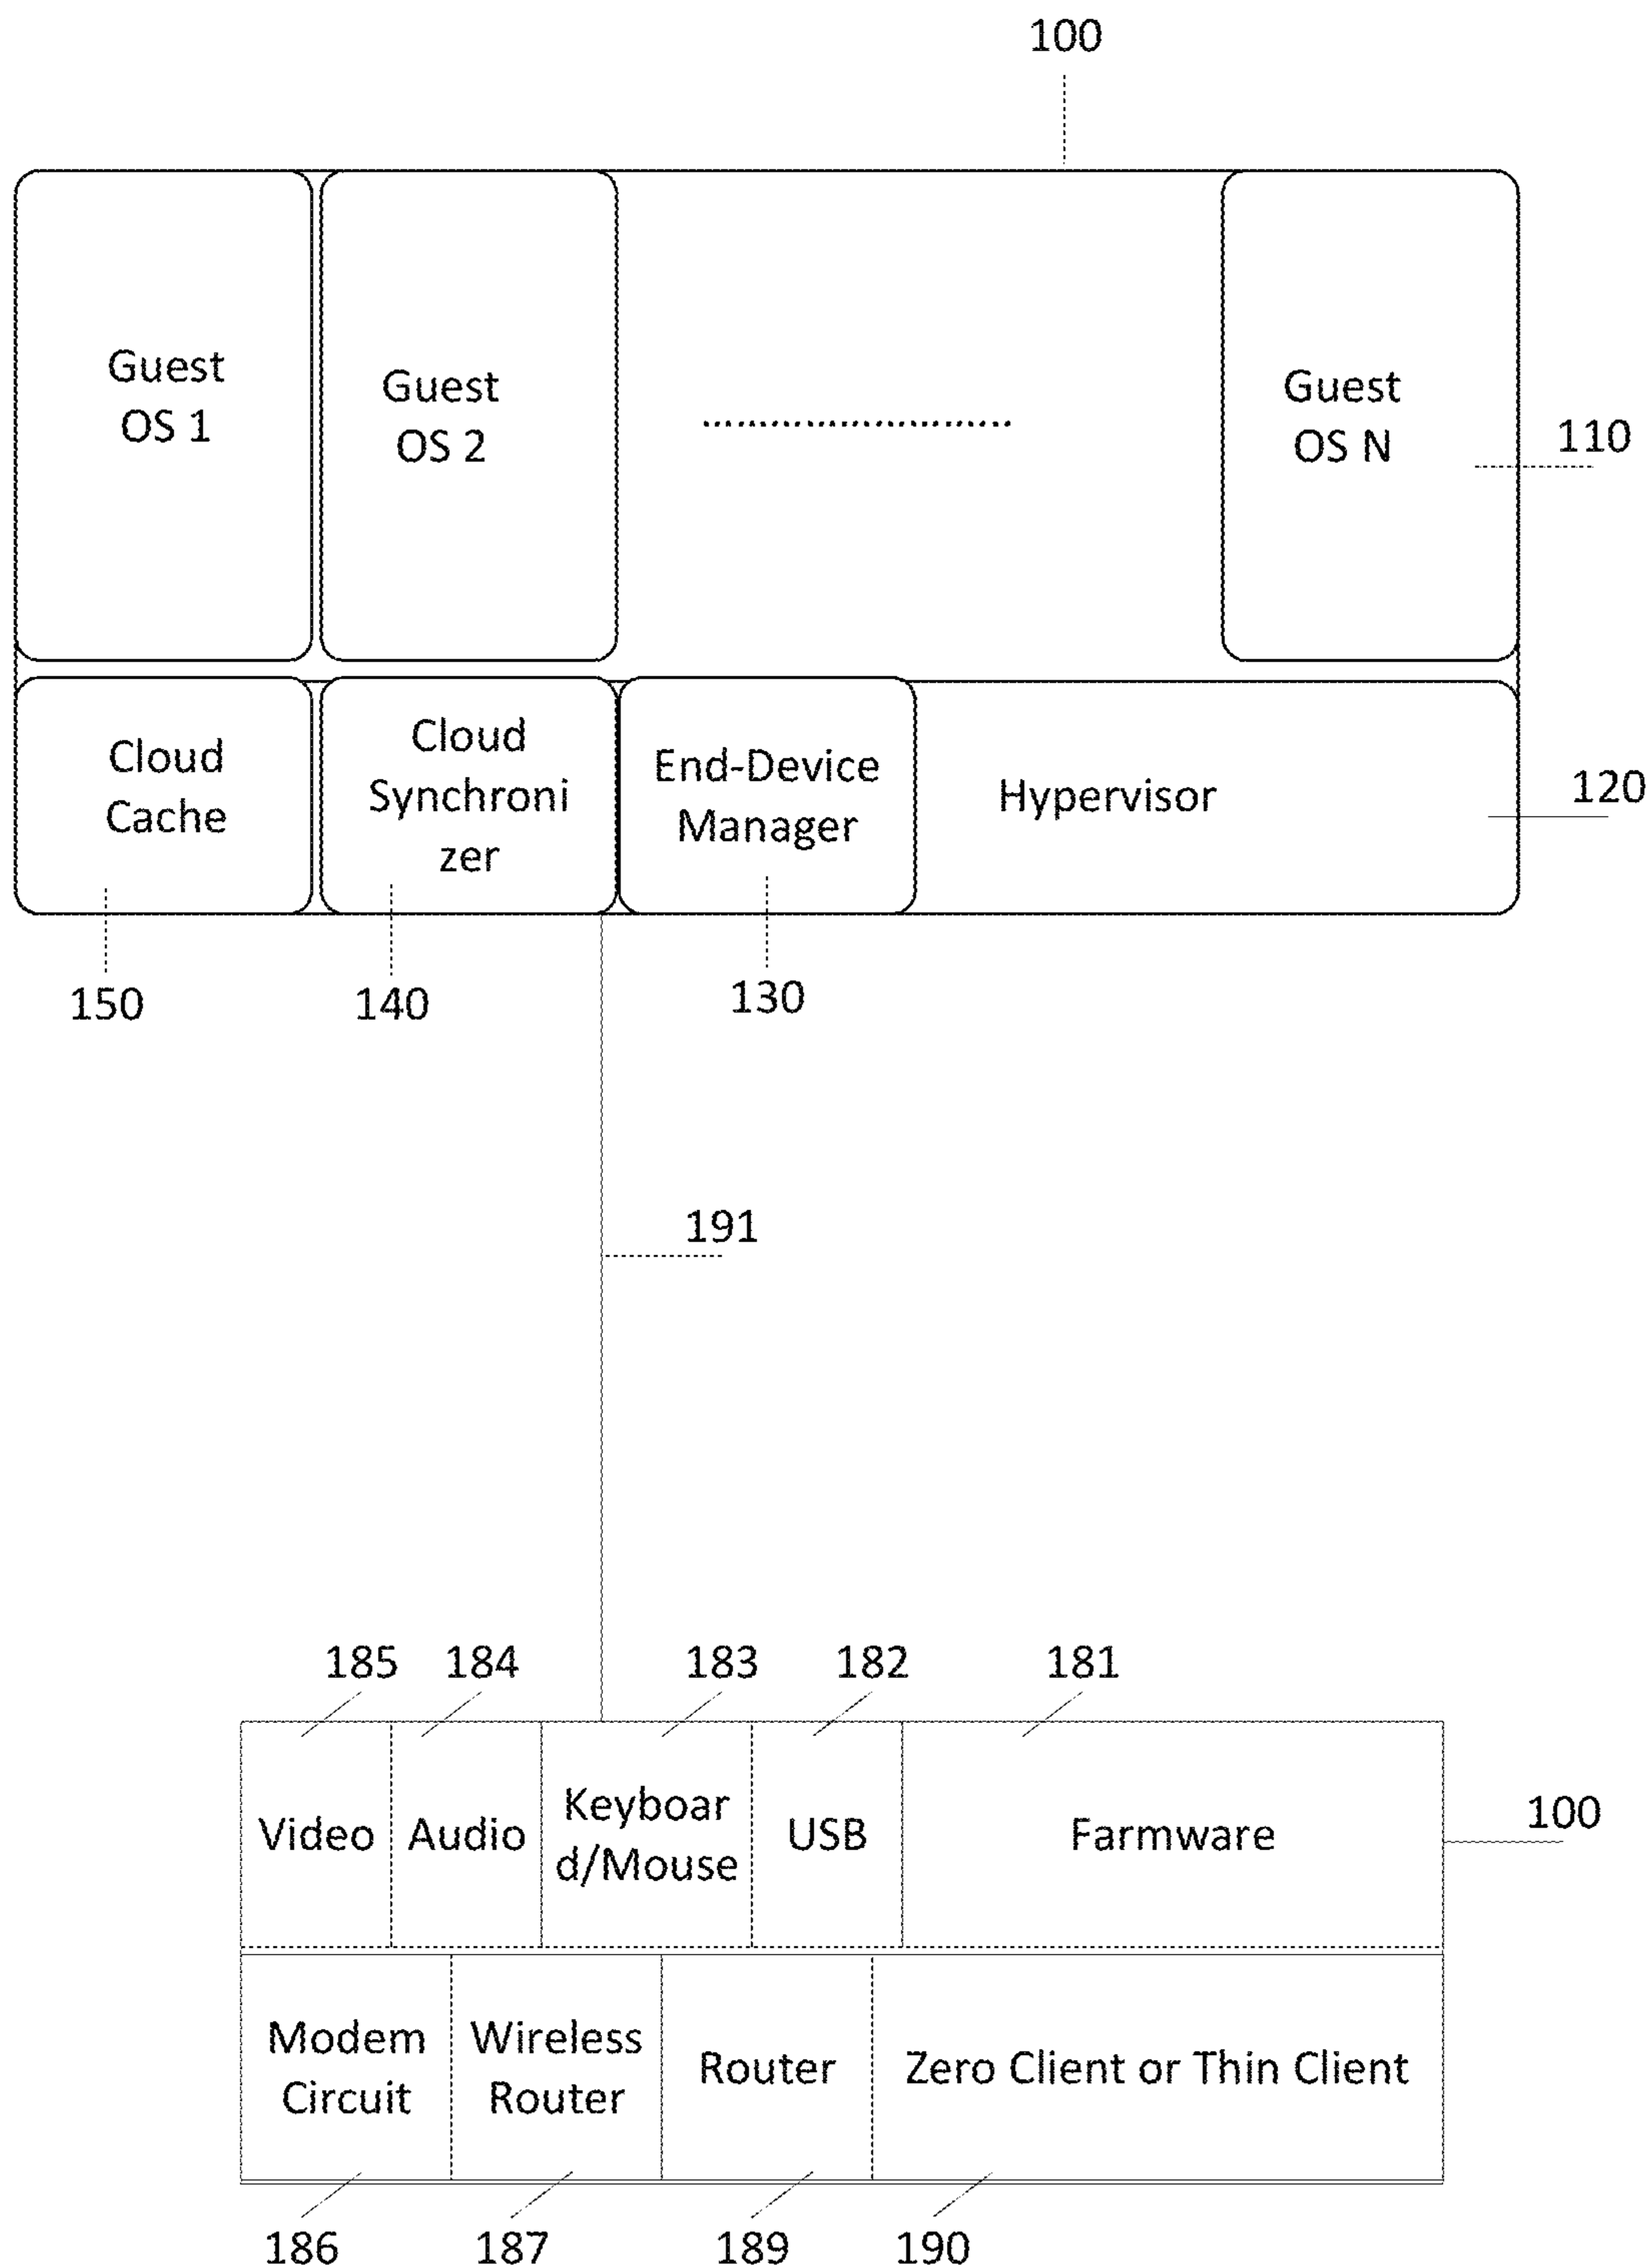 100
Guest
OS 1
Guest
OS 2
Guest
OS N
110
Cloud
Cache
Cloud
Synchroni
zer
End-Device
Manager
Hypervisor
120
150
140
130
191
185
184
183
182
181
Video
Audio
Keyboar
d/Mouse
USB
Farmware
100
Modem
Circuit
Wireless
Router
Router
Zero Client or Thin Client
186
187
189
190